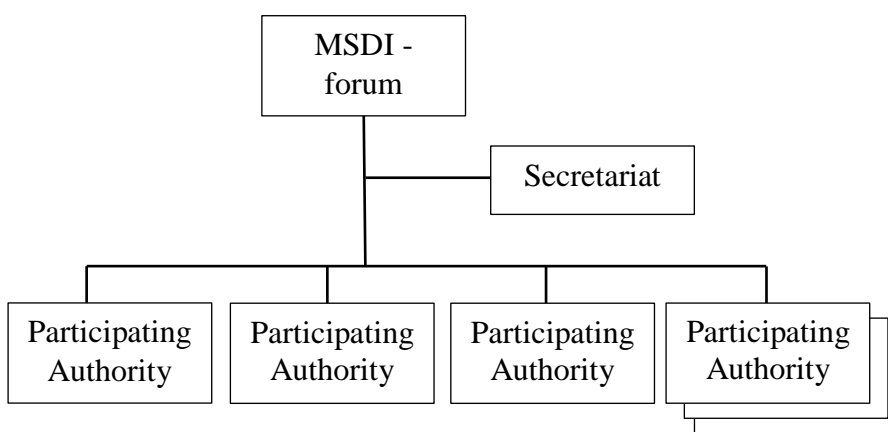 MSDI -
forum
Secretariat
Participating
Authority
Participating
Authority
Participating
Authority
Participating
Authority